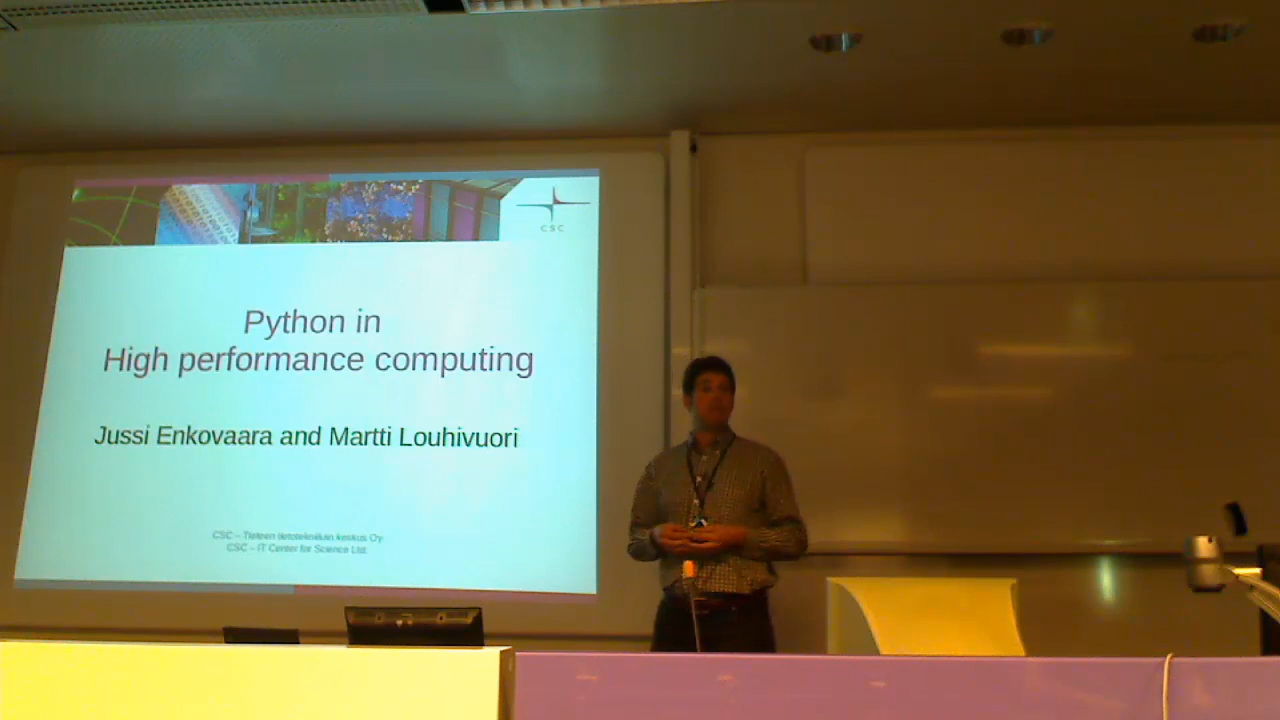 CSC
Python in
High performance computing
Jussi Enkovaara and Martti Louhivuori
CSC – Tieteen tietotekniikan keskus Oy
CSC – IT Center for Science Ltd.